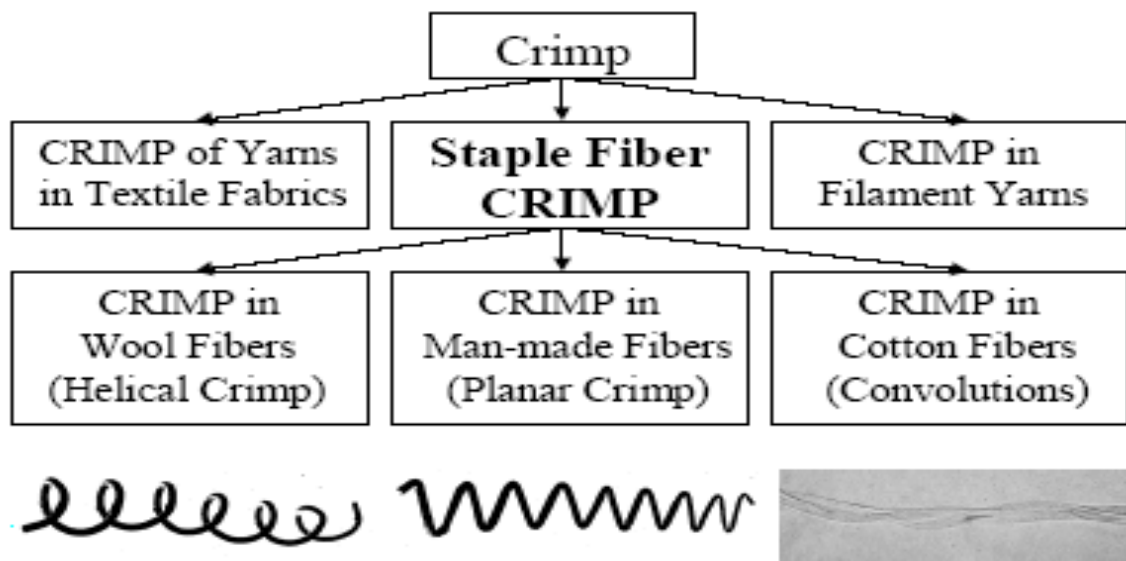 Crimp
CRIMP of Yarns
in Textile Fabrics
Staple Fiber
CRIMP
CRIMP in
Filament Yarns
CRIMP in
Wool Fibers
(Helical Crimp)
CRIMP in
Man-made Fibers
(Planar Crimp)
CRIMP in
Cotton Fibers
(Convolutions)